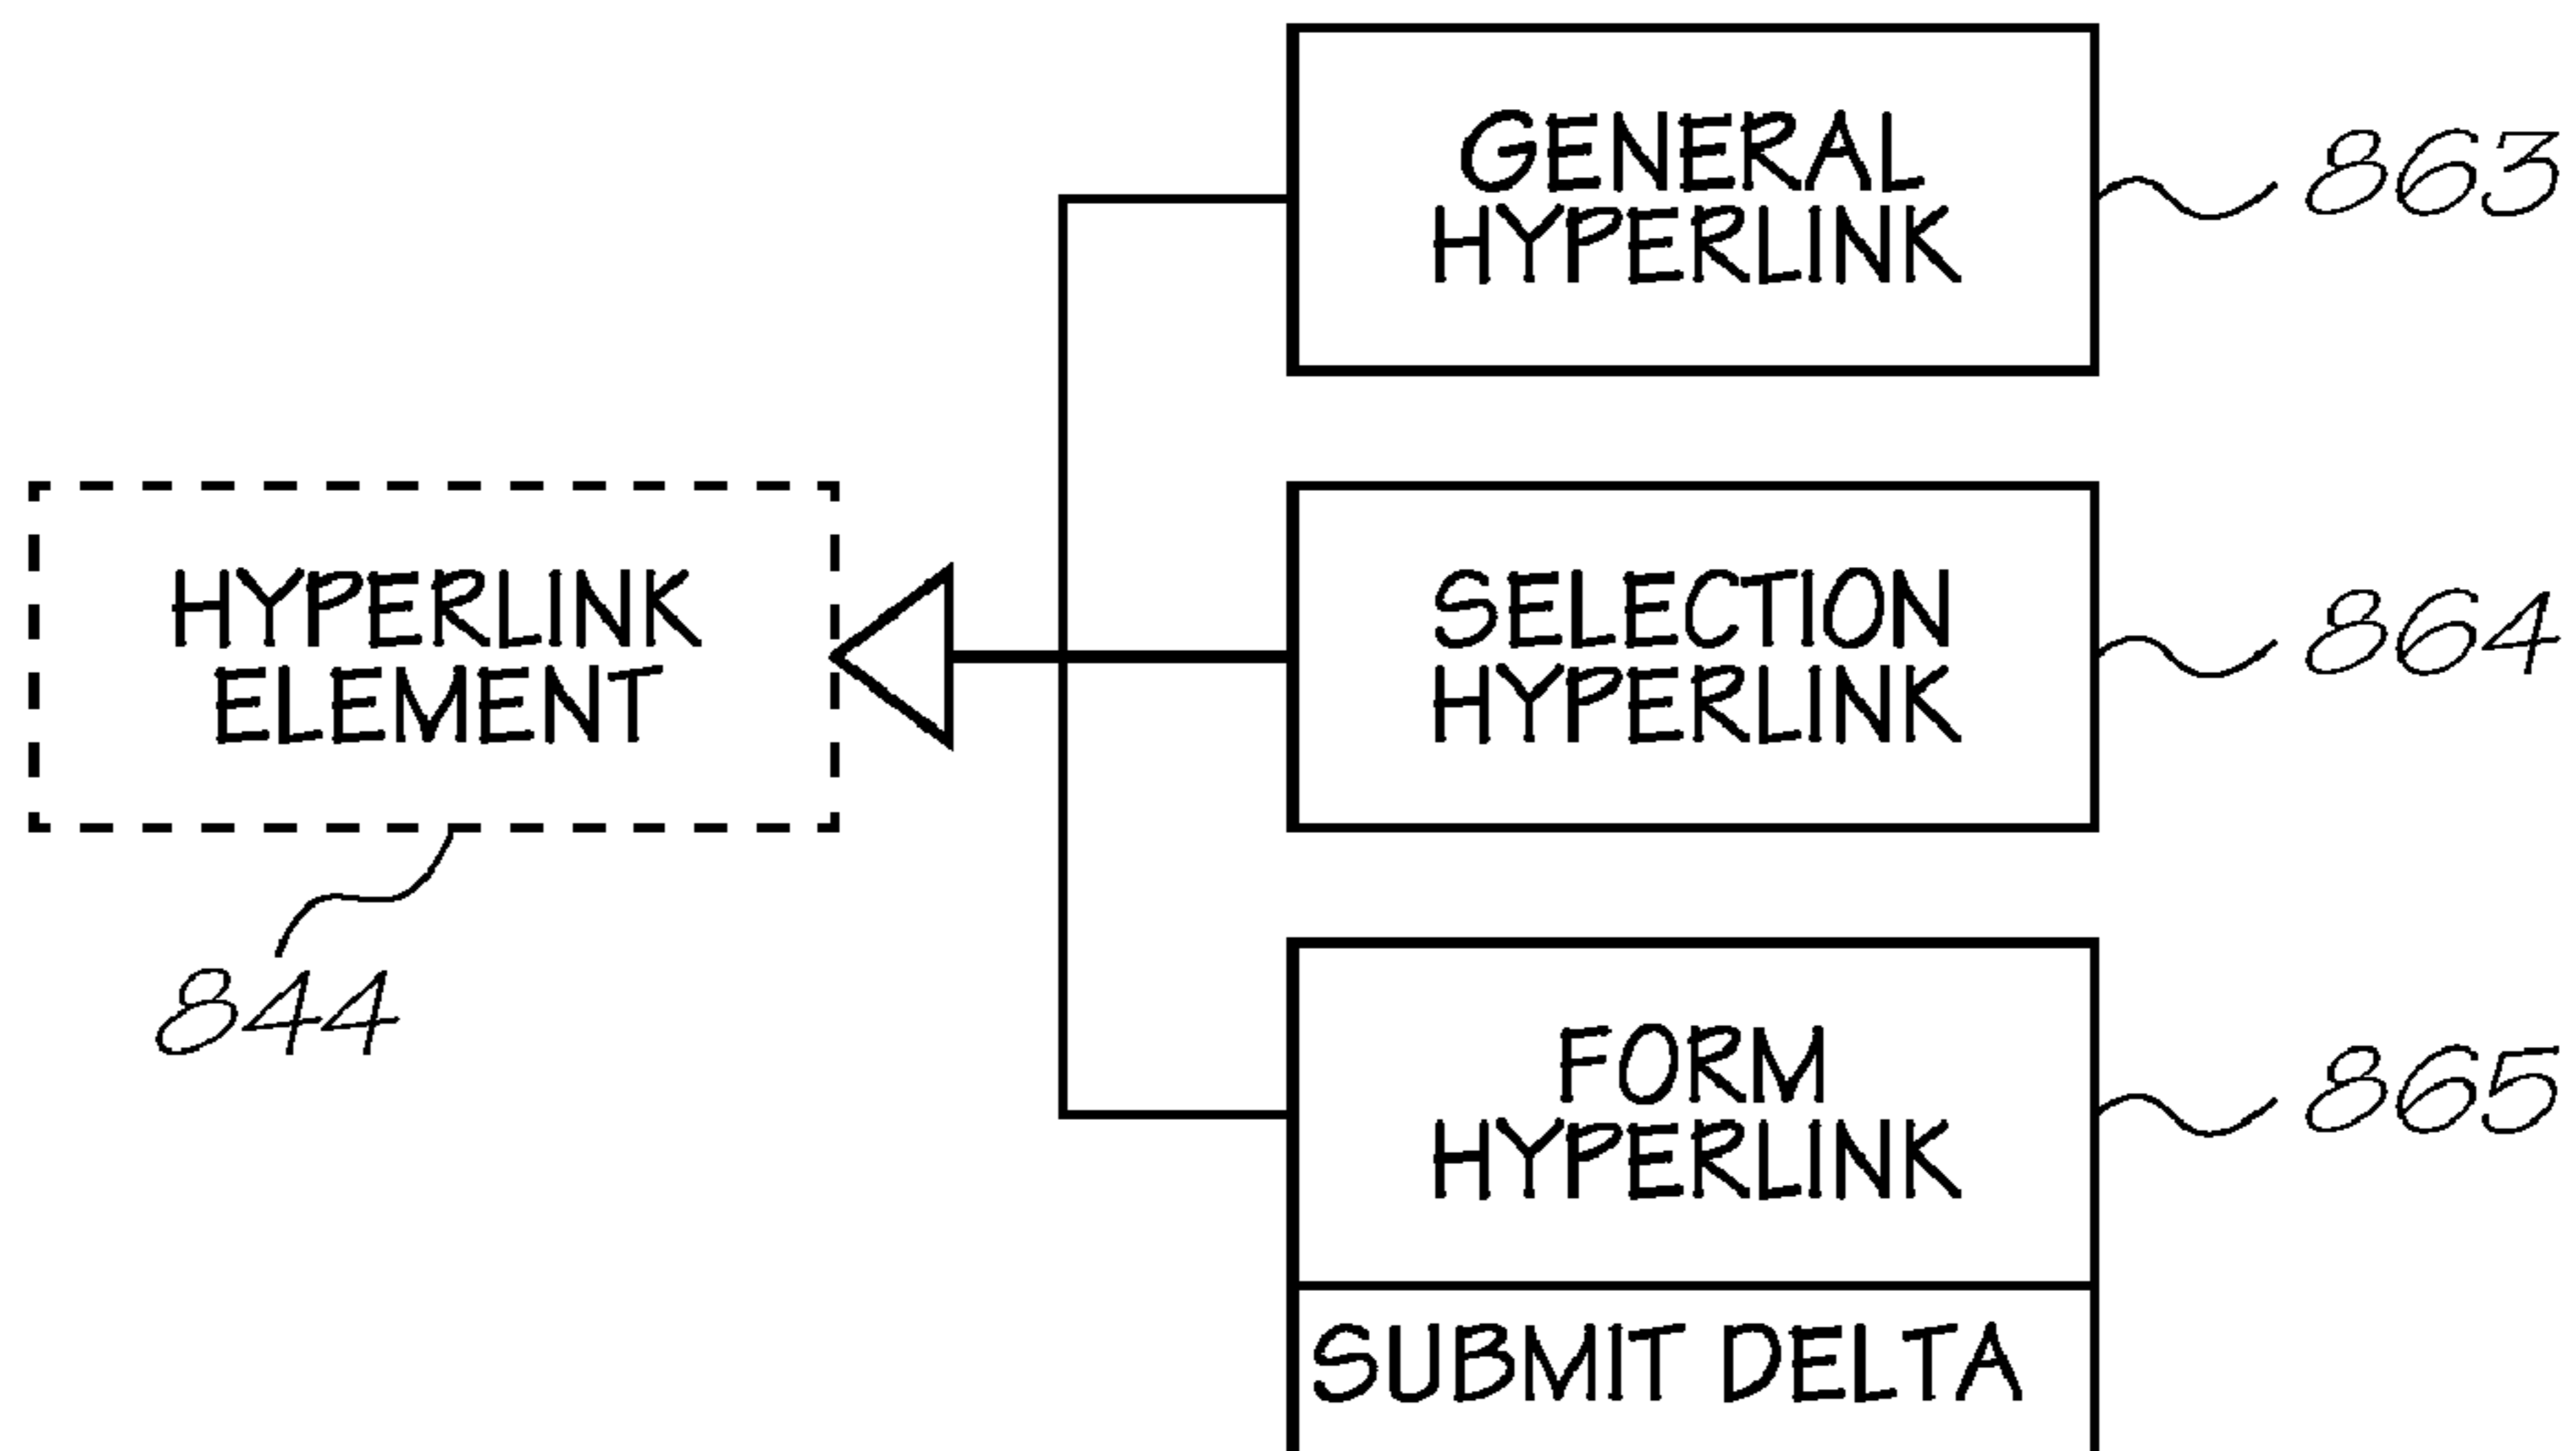 GENERAL
HYPERLINK
863
HYPERLINK
ELEMENT
844
SELECTION
HYPERLINK
864
FORM
HYPERLINK
865
SUBMIT DELTA